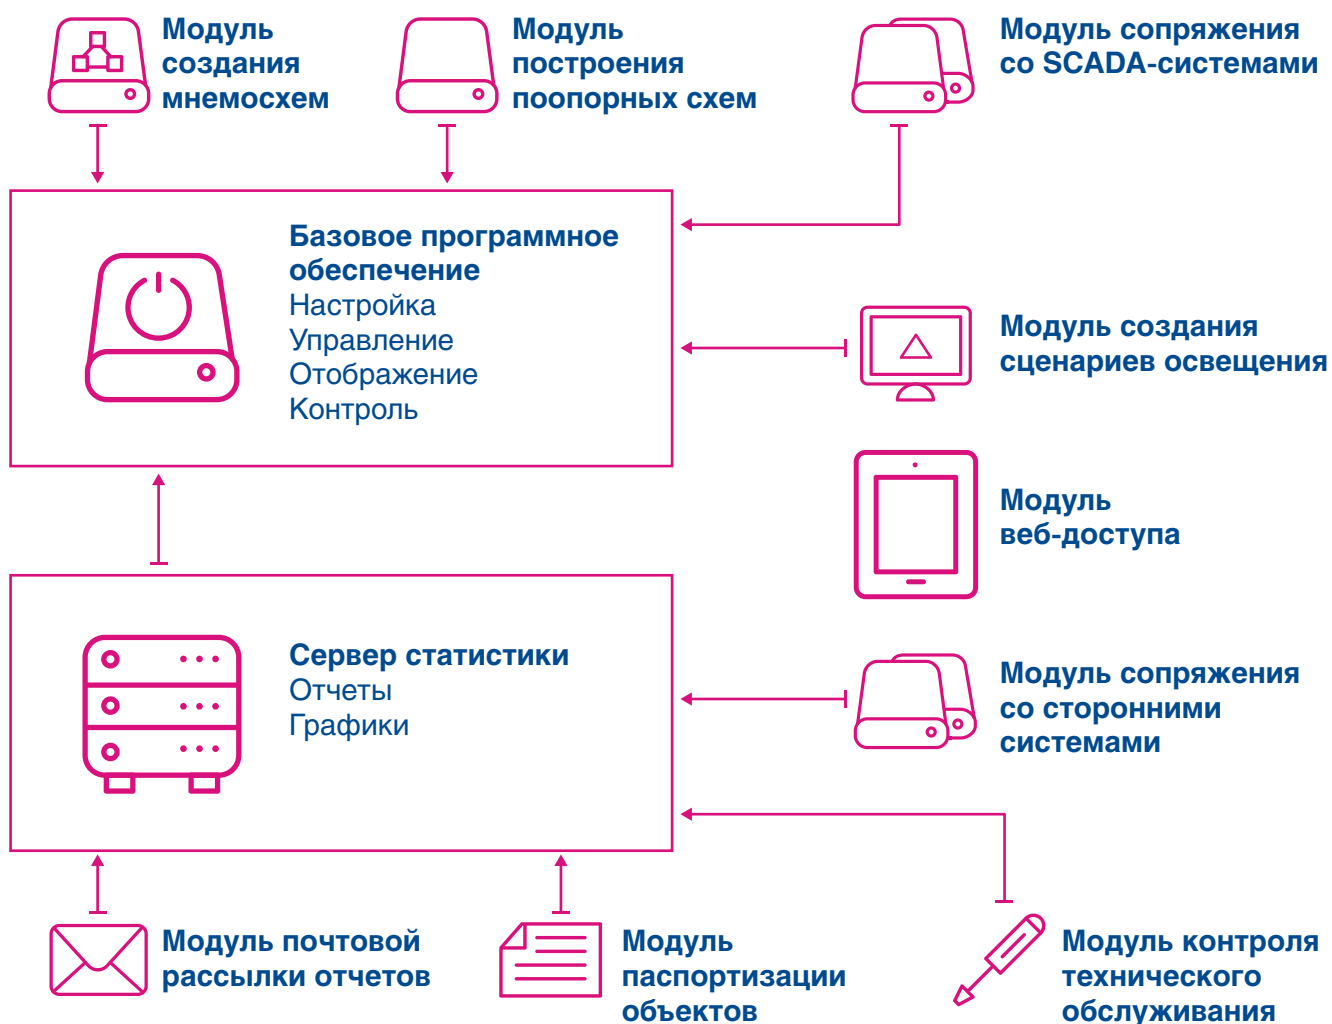 Модуль
создания
мнемосхем
Модуль
построения
поопорных схем
Модуль сопряжения
со SCADA-системами
Базовое программное
обеспечение
Настройка
Управление
Отображение
Контроль
Модуль создания
сценариев освещения
Модуль
веб-доступа
Сервер статистики
Отчеты
Графики
Модуль сопряжения
со сторонними
системами
Модуль почтовой
рассылки отчетов
Модуль
паспортизации
объектов
Модуль контроля
технического
обслуживания